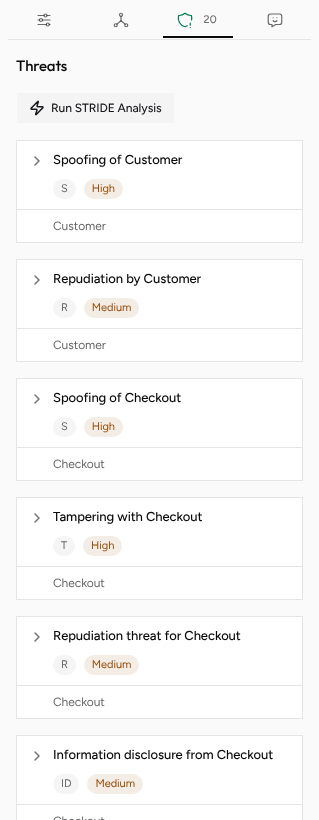 20
Threats
Run STRIDE Analysis
Spoofing of Customer
S High
Customer
Repudiation by Customer
R Medium
Customer
Spoofing of Checkout
S High
Checkout
Tampering with Checkout
T High
Checkout
Repudiation threat for Checkout
R Medium
Checkout
Information disclosure from Checkout
ID Medium
Checkout